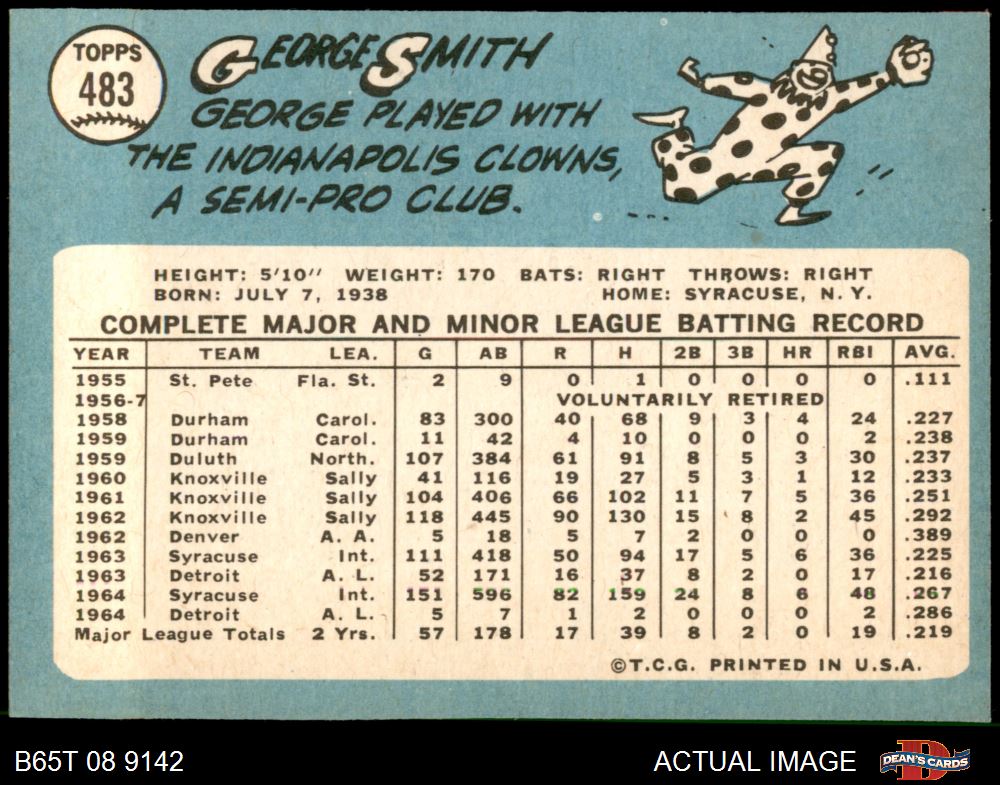 TOPPS
483
GEORGE SMITH
GEORGE PLAYED WITH
THE INDIANAPOLIS CLOWNS,
A SEMI-PRO CLUB.
HEIGHT: 5'10" WEIGHT: 170 BATS: RIGHT THROWS: RIGHT
BORN: JULY 7, 1938 HOME: SYRACUSE, N. Y.
COMPLETE MAJOR AND MINOR LEAGUE BATTING RECORD
YEAR TEAM LEA. G AB R H 2B 3B HR RBI AVG.
1955 St. Pete Fla. St. 2 9 0 1 0 0 0 0 .111
1956-7 VOLUNTARILY RETIRED
1958 Durham Carol. 83 300 40 68 9 3 4 24 .227
1959 Durham Carol. 11 42 4 10 0 0 0 2 .238
1959 Duluth North. 107 384 61 91 8 5 3 30 .237
1960 Knoxville Sally 41 116 19 27 5 3 1 12 .233
1961 Knoxville Sally 104 406 66 102 11 7 5 36 .251
1962 Knoxville Sally 118 445 90 130 15 8 2 45 .292
1962 Denver A. A. 5 18 5 7 2 0 0 0 .389
1963 Syracuse Int. 111 418 50 94 17 5 6 36 .225
1963 Detroit A. L. 52 171 16 37 8 2 0 17 .216
1964 Syracuse Int. 151 596 82 159 24 8 6 48 .267
1964 Detroit A. L. 5 7 1 2 0 0 0 2 .286
Major League Totals 2 Yrs. 57 178 17 39 8 2 0 19 .219
©T.C.G. PRINTED IN U.S.A.
B65T 08 9142 ACTUAL IMAGE DEAN'S CARDS